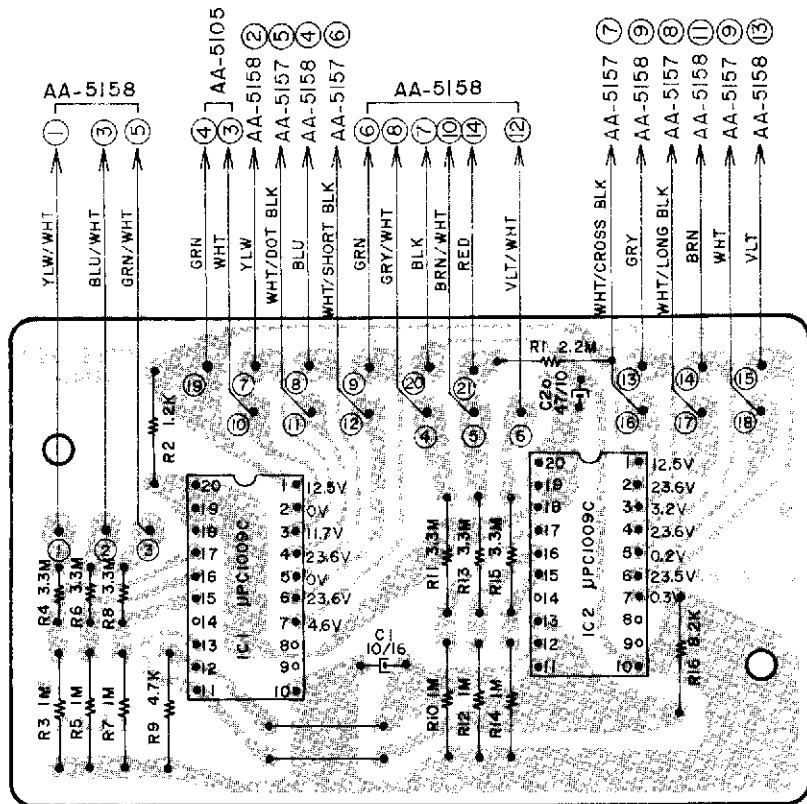 AA-5158
AA-5105
AA-5158 ②
AA-5157 ⑤
AA-5158 ④
AA-5157 ⑥
AA-5158
AA-5157 ⑦
AA-5158 ⑨
AA-5157 ⑧
AA-5158 ⑪
AA-5157 ⑨
AA-5158 ⑬
① ③ ⑤ ④ ③ ⑥ ⑧ ⑦ ⑩ ⑭ ⑫
YLW/WHT
BLU/WHT
GRN/WHT
GRN
WHT
YLW
WHT/DOT BLK
BLU
WHT/SHORT BLK
GRN
GRY/WHT
BLK
BRN/WHT
RED
VLT/WHT
WHT/CROSS BLK
GRY
WHT/LONG BLK
BRN
WHT
VLT
R1 2.2M
R2 1.2K
47/10
⑲ ⑦ ⑧ ⑨ ⑳ ㉑ ⑬ ⑭ ⑮
⑩ ⑪ ⑫ ④ ⑤ ⑥ ⑯ ⑰ ⑱
R4 3.3M
R6 3.3M
R8 3.3M
R3 1M
R5 1M
R7 1M
R9 4.7K
IC1 μPC1009C
20 1 12.5V
19 2 0V
18 3 11.7V
17 4 23.6V
16 5 0V
15 6 23.6V
14 7 4.6V
13 8
12 9
11 10
C1
10/16
R11 3.3M
R13 3.3M
R15 3.3M
R10 1M
R12 1M
R14 1M
IC2 μPC1009C
20 1 12.5V
19 2 23.6V
18 3 3.2V
17 4 23.6V
16 5 0.2V
15 6 23.5V
14 7 0.3V
13 8
12 9
11 10
R16 8.2K